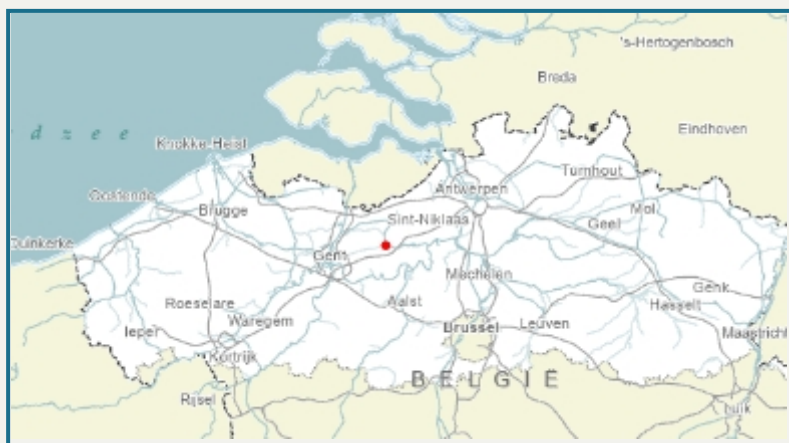 's-Hertogenbosch
Breda
Eindhoven
dzee
Knokke-Heist
Turnhout
Antwerpen
Oostende
Brugge
Sint-Niklaas
Mol
Geel
Duinkerke
Gent
Mechelen
Genk
Roeselare
Aalst
Hasselt
Ieper
Waregem
Brussel
Leuven
Maastricht
Kortrijk
BELGIË
Rijsel
Luik